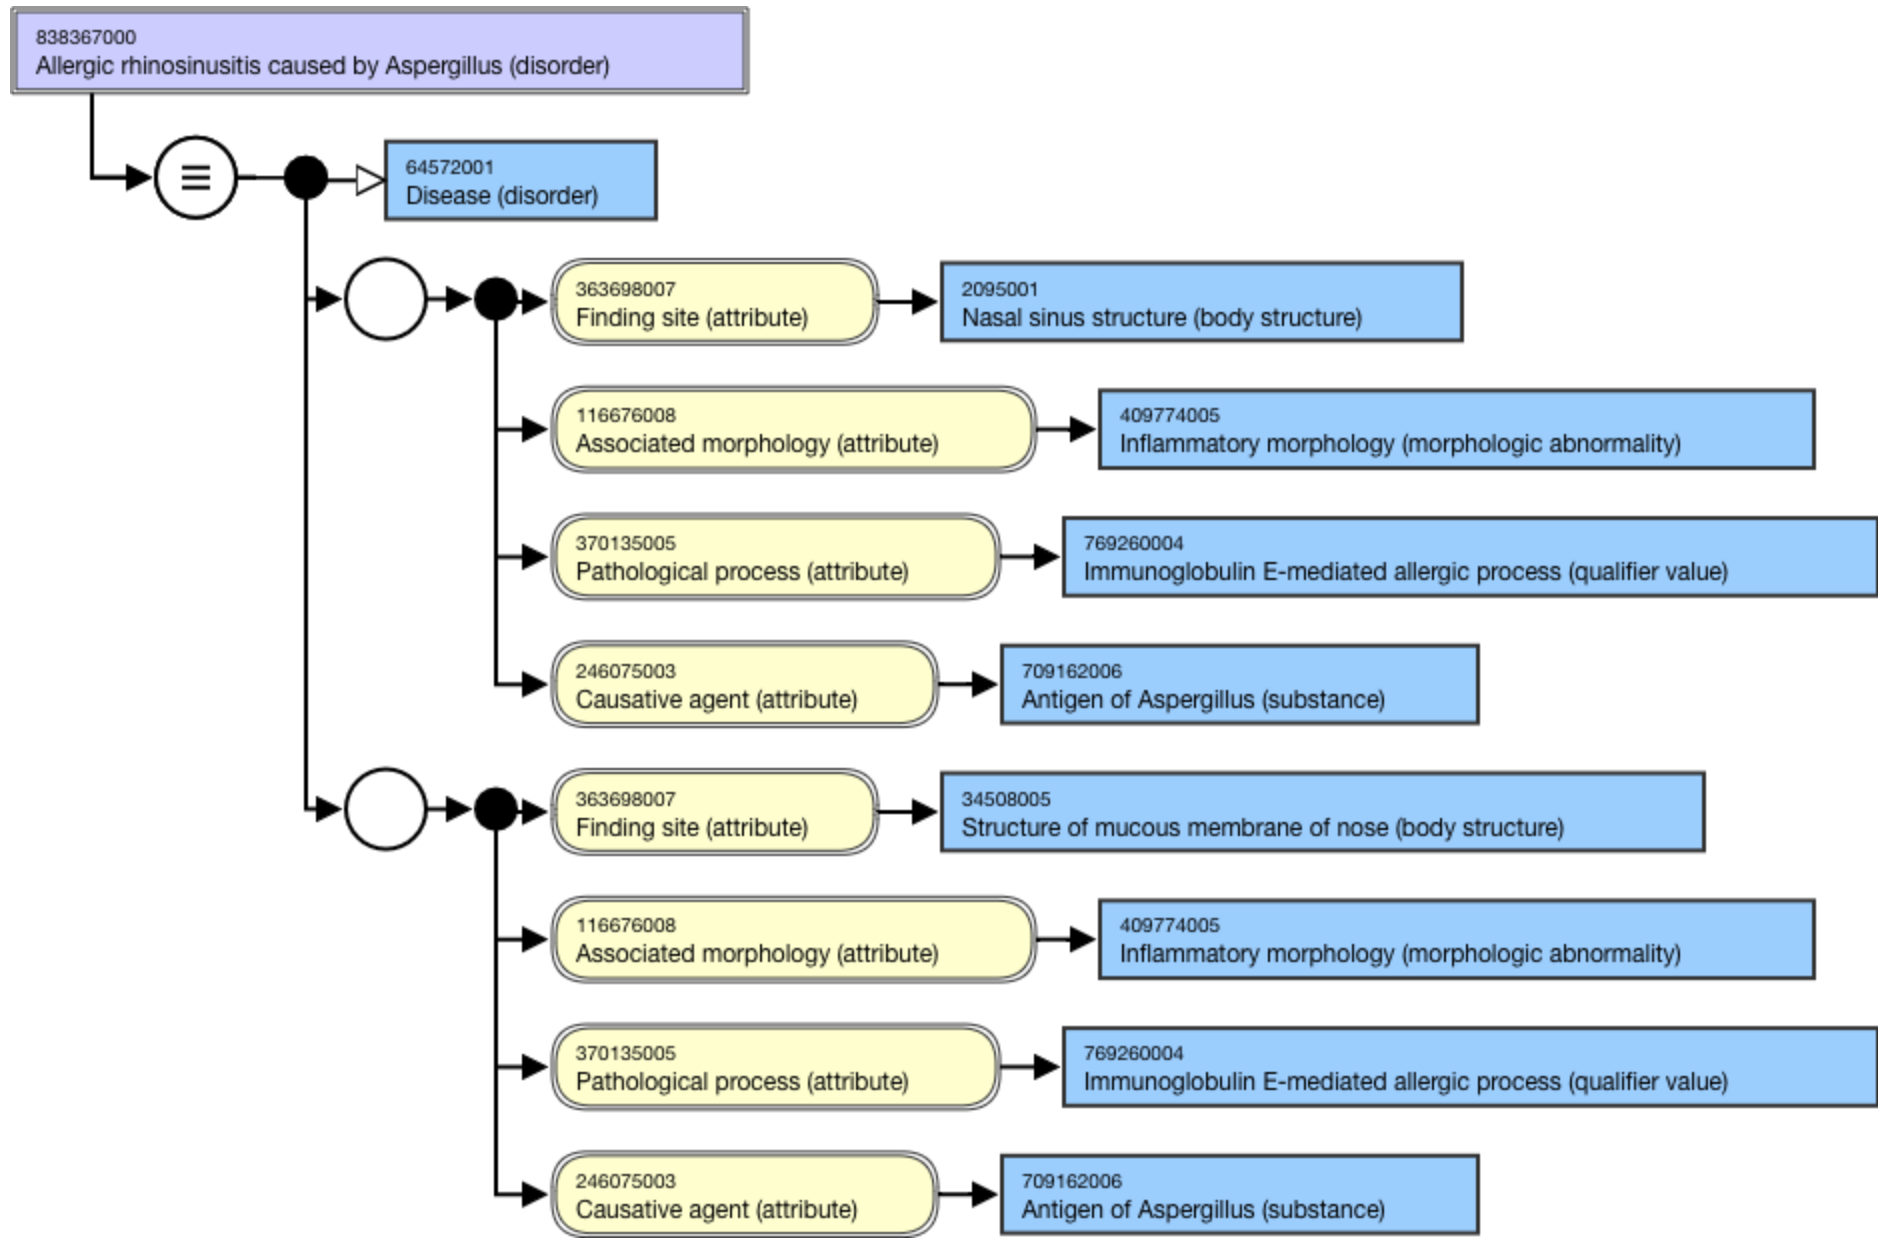 838367000
Allergic rhinosinusitis caused by Aspergillus (disorder)
64572001
Disease (disorder)
363698007
Finding site (attribute)
2095001
Nasal sinus structure (body structure)
116676008
Associated morphology (attribute)
409774005
Inflammatory morphology (morphologic abnormality)
370135005
Pathological process (attribute)
769260004
Immunoglobulin E-mediated allergic process (qualifier value)
246075003
Causative agent (attribute)
709162006
Antigen of Aspergillus (substance)
363698007
Finding site (attribute)
34508005
Structure of mucous membrane of nose (body structure)
116676008
Associated morphology (attribute)
409774005
Inflammatory morphology (morphologic abnormality)
370135005
Pathological process (attribute)
769260004
Immunoglobulin E-mediated allergic process (qualifier value)
246075003
Causative agent (attribute)
709162006
Antigen of Aspergillus (substance)